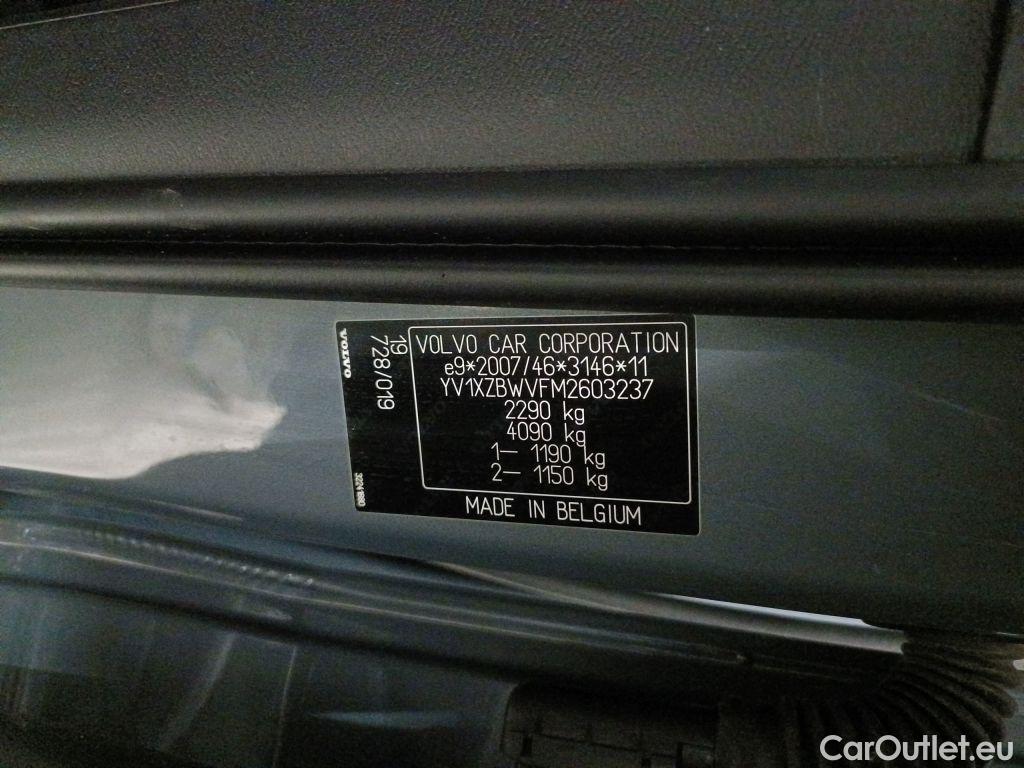 VOLVO
19
728/019
VOLVO CAR CORPORATION
e9*2007/46*3146*11
YV1XZBWVFM2603237
2290 kg
4090 kg
1— 1190 kg
2— 1150 kg
MADE IN BELGIUM
CarOutlet.eu